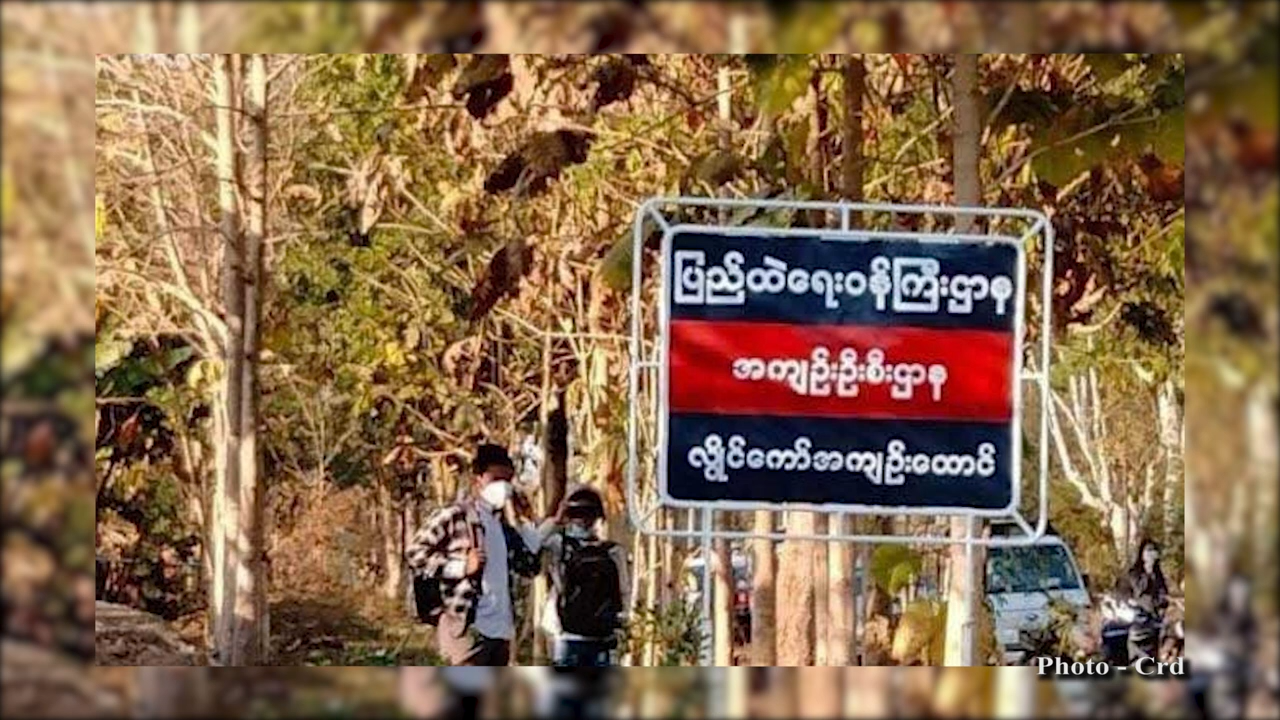 ပြည်ထဲရေးဝန်ကြီးဌာန
အကျဉ်းဦးစီးဌာန
လွိုင်ကော်အကျဉ်းထောင်
Photo - Crd